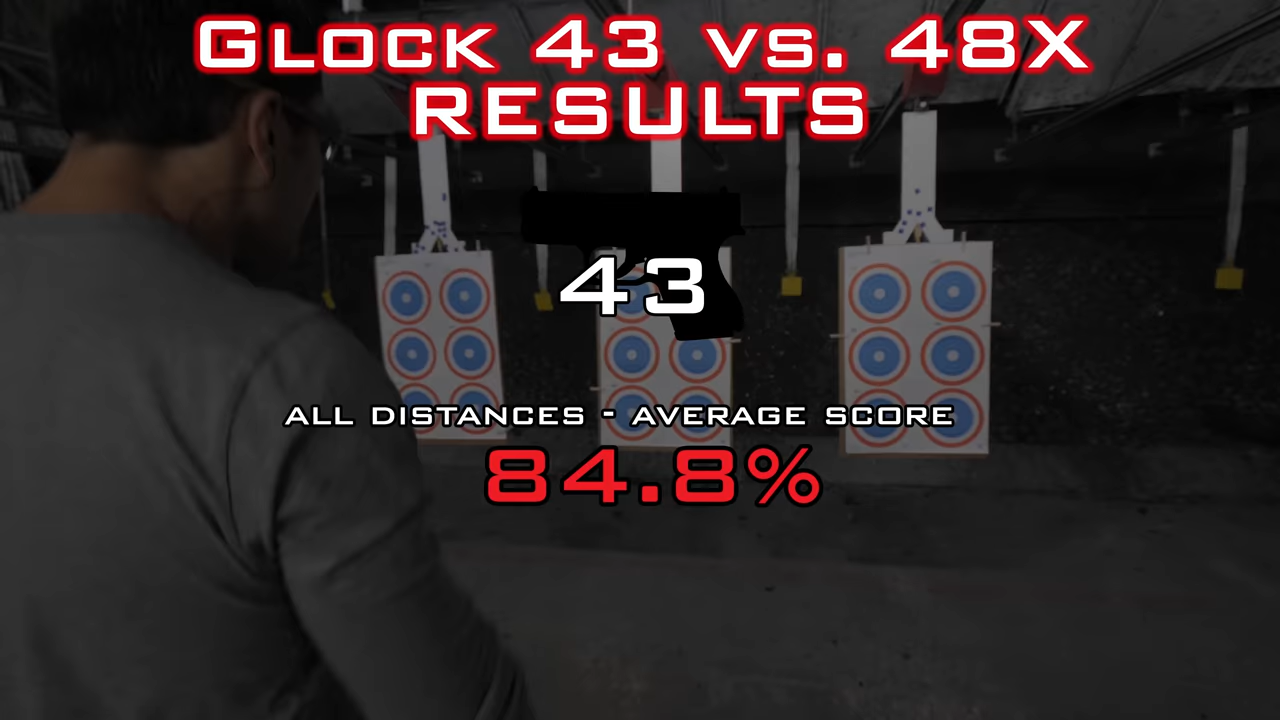 Glock 43 vs. 48X
RESULTS
43
ALL DISTANCES - AVERAGE SCORE
84.8%